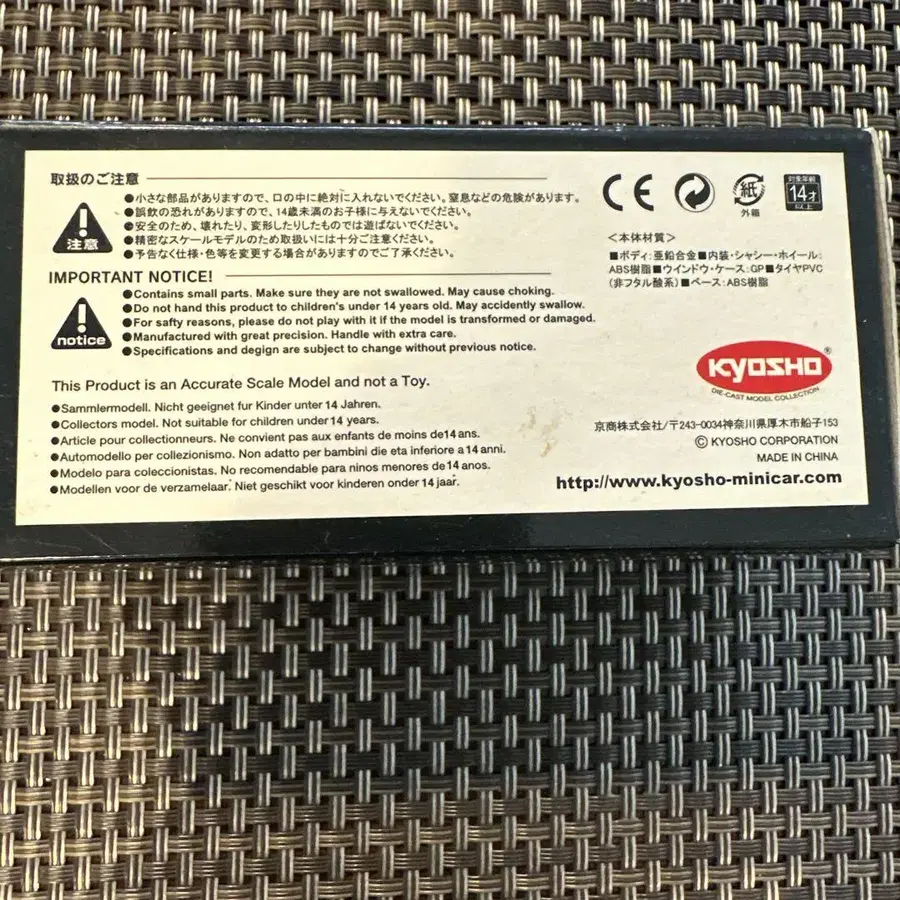 取扱のご注意
●小さな部品がありますので、口の中に絶対に入れないでください。窒息などの危険があります。
●誤飲の恐れがありますので、14歳未満のお子様に与えないでください。
●安全のため、壊れたり、変形したりしたもので は遊ばないでください。
●精密なスケールモデルのため取扱いには十分ご注意ください。
●予告なく仕様・色等を変更する場合がありますのでご了承ください。
注意
IMPORTANT NOTICE!
●Contains small parts. Make sure they are not swallowed. May cause choking.
●Do not hand this product to children's under 14 years old. May accidently swallow.
●For safty reasons, please do not play with it if the model is transformed or damaged.
●Manufactured with great precision. Handle with extra care.
●Specifications and degign are subject to change without previous notice.
notice
This Product is an Accurate Scale Model and not a Toy.
●Sammlermodell. Nicht geeignet fur Kinder unter 14 Jahren.
●Collectors model. Not suitable for children under 14 years.
●Article pour collectionneurs. Ne convient pas aux enfants de moins de 14 ans.
●Automodello per collezionismo. Non adatto per bambini die eta inferiore a 14 anni.
●Modelo para coleccionistas. No recomendable para ninos menores de 14 anos.
●Modellen voor de verzamelaar. Niet geschikt voor kinderen onder 14 jaar.
CE
紙
外箱
対象年齢
14才
以上
＜本体材質＞
■ボディ：亜鉛合金■内装・シャシー・ホイール：
ABS樹脂■ウインドウ・ケース：GP■タイヤPVC
（非フタル酸系）■ベース：ABS樹脂
KYOSHO®
DIE-CAST MODEL COLLECTION
京商株式会社/〒243-0034神奈川県厚木市船子153
© KYOSHO CORPORATION
MADE IN CHINA
http://www.kyosho-minicar.com